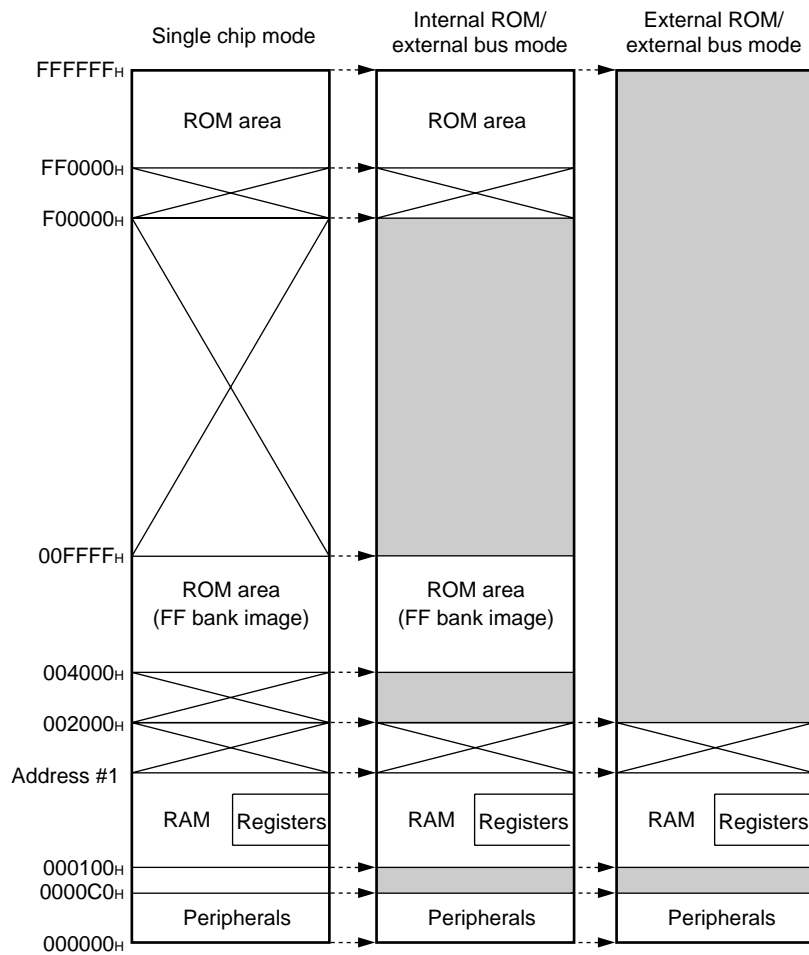 Single chip mode
Internal ROM/
external bus mode
External ROM/
external bus mode
FFFFFFH
ROM area
ROM area
FF0000H
F00000H
00FFFFH
ROM area
(FF bank image)
ROM area
(FF bank image)
004000H
002000H
Address #1
RAM
Registers
RAM
Registers
RAM
Registers
000100H
0000C0H
Peripherals
Peripherals
Peripherals
000000H